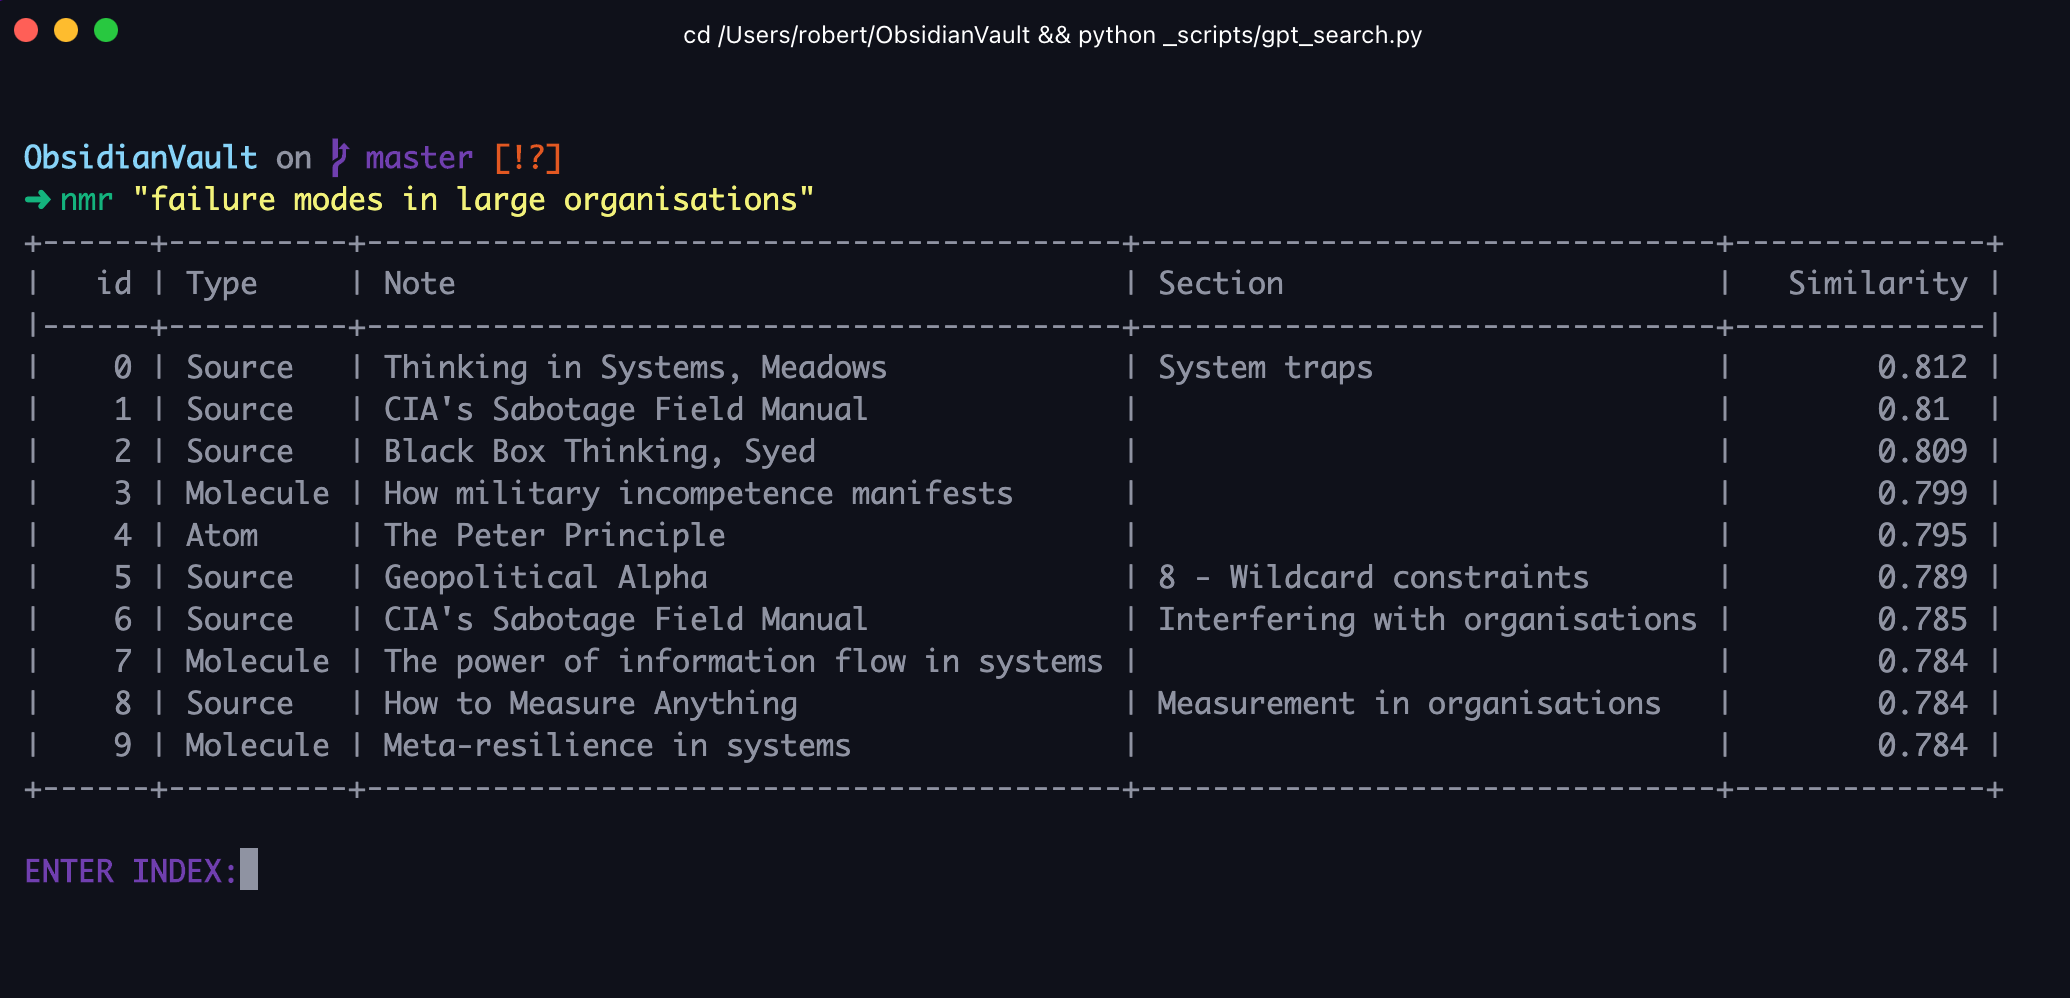 cd /Users/robert/ObsidianVault && python _scripts/gpt_search.py
ObsidianVault on master [!?]
➜ nmr "failure modes in large organisations"
+------+----------+------------------------------------------+--------------------------------+--------------+
|   id | Type     | Note                                     | Section                        |   Similarity |
|------+----------+------------------------------------------+--------------------------------+--------------|
|    0 | Source   | Thinking in Systems, Meadows             | System traps                   |        0.812 |
|    1 | Source   | CIA's Sabotage Field Manual              |                                |        0.81  |
|    2 | Source   | Black Box Thinking, Syed                 |                                |        0.809 |
|    3 | Molecule | How military incompetence manifests      |                                |        0.799 |
|    4 | Atom     | The Peter Principle                      |                                |        0.795 |
|    5 | Source   | Geopolitical Alpha                       | 8 - Wildcard constraints       |        0.789 |
|    6 | Source   | CIA's Sabotage Field Manual              | Interfering with organisations |        0.785 |
|    7 | Molecule | The power of information flow in systems |                                |        0.784 |
|    8 | Source   | How to Measure Anything                  | Measurement in organisations   |        0.784 |
|    9 | Molecule | Meta-resilience in systems               |                                |        0.784 |
+------+----------+------------------------------------------+--------------------------------+--------------+
ENTER INDEX: